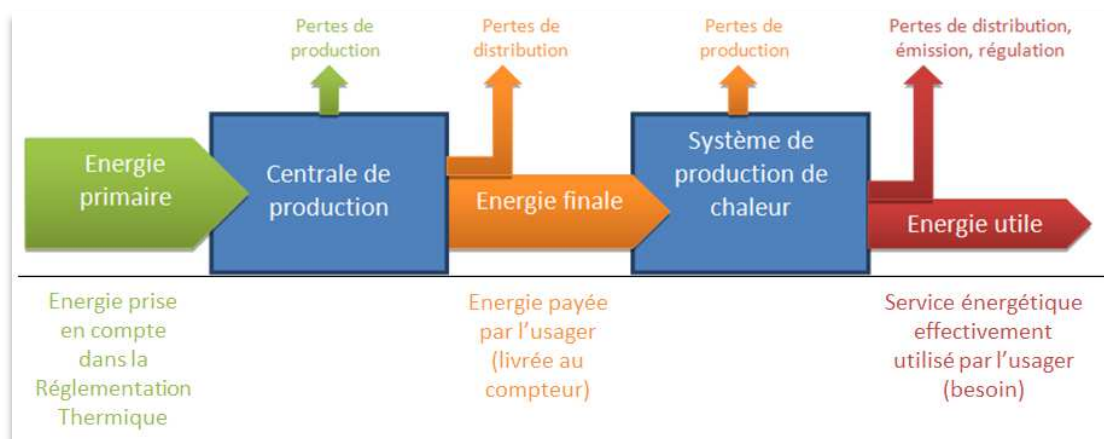 Pertes de
production
Pertes de
distribution
Pertes de
production
Pertes de distribution,
émission, régulation
Energie
primaire
Centrale de
production
Energie finale
Système de
production de
chaleur
Energie utile
Energie prise
en compte
dans la
Réglementation
Thermique
Energie payée
par l'usager
(livrée au
compteur)
Service énergétique
effectivement
utilisé par l'usager
(besoin)